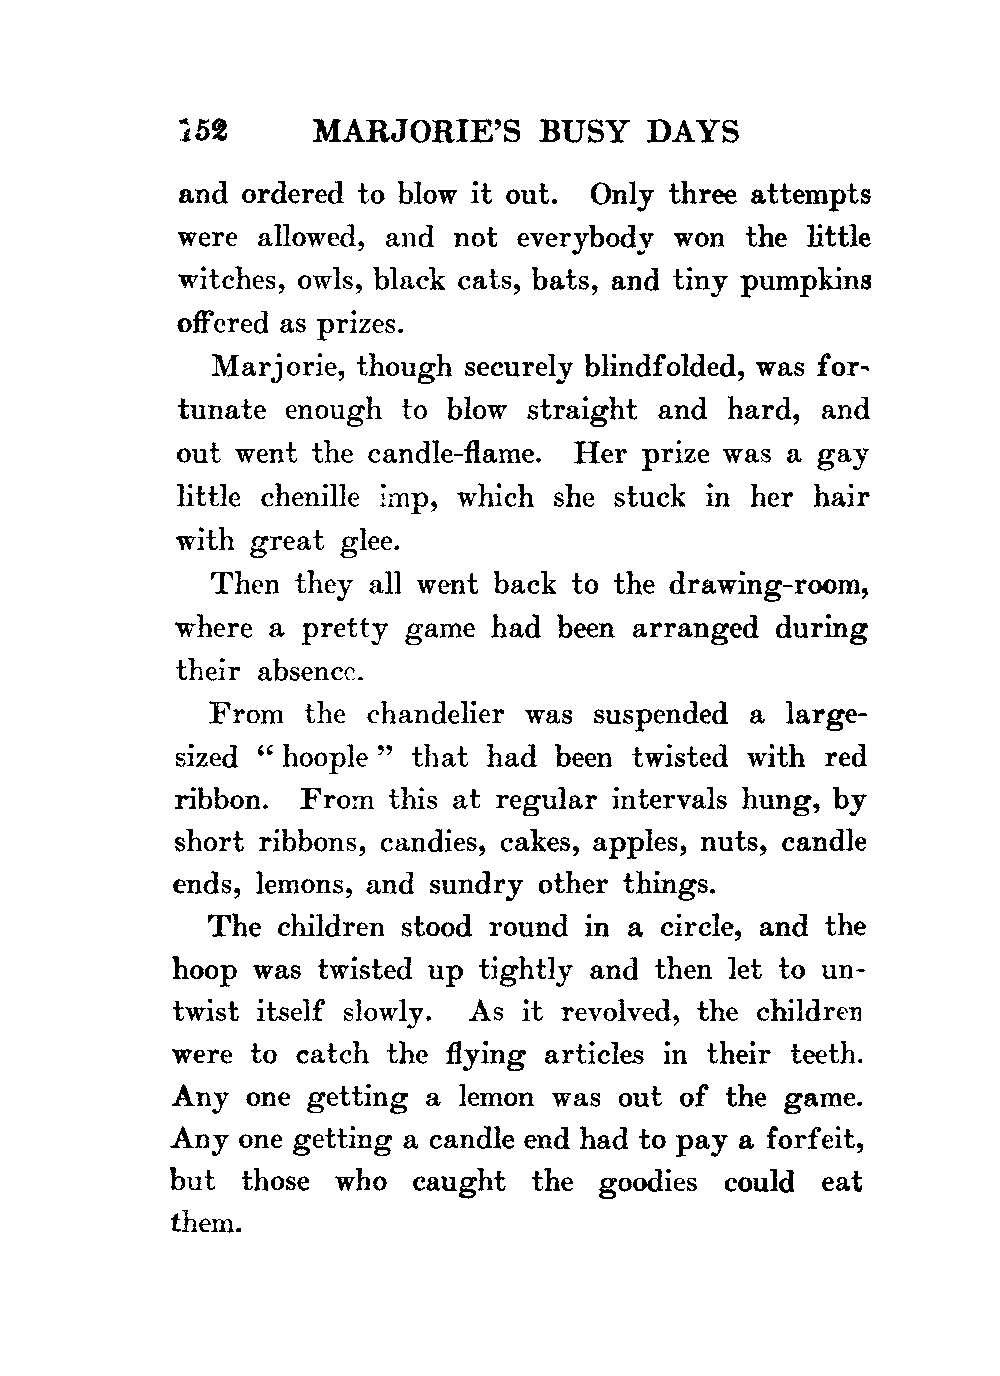 152 MARJORIE'S BUSY DAYS
and ordered to blow it out. Only three attempts
were allowed, and not everybody won the little
witches, owls, black cats, bats, and tiny pumpkins
offered as prizes.
Marjorie, though securely blindfolded, was for-
tunate enough to blow straight and hard, and
out went the candle-flame. Her prize was a gay
little chenille imp, which she stuck in her hair
with great glee.
Then they all went back to the drawing-room,
where a pretty game had been arranged during
their absence.
From the chandelier was suspended a large-
sized “hoople” that had been twisted with red
ribbon. From this at regular intervals hung, by
short ribbons, candies, cakes, apples, nuts, candle
ends, lemons, and sundry other things.
The children stood round in a circle, and the
hoop was twisted up tightly and then let to un-
twist itself slowly. As it revolved, the children
were to catch the flying articles in their teeth.
Any one getting a lemon was out of the game.
Any one getting a candle end had to pay a forfeit,
but those who caught the goodies could eat
them.